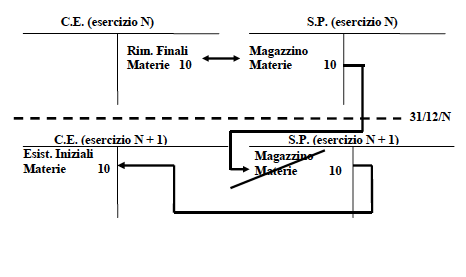 C.E. (esercizio N) S.P. (esercizio N)
Rim. Finali Magazzino
Materie 10 Materie 10
31/12/N
C.E. (esercizio N + 1) S.P. (esercizio N+ 1)
Esist. Iniziali Magazzino
Materie 10 Materie 10